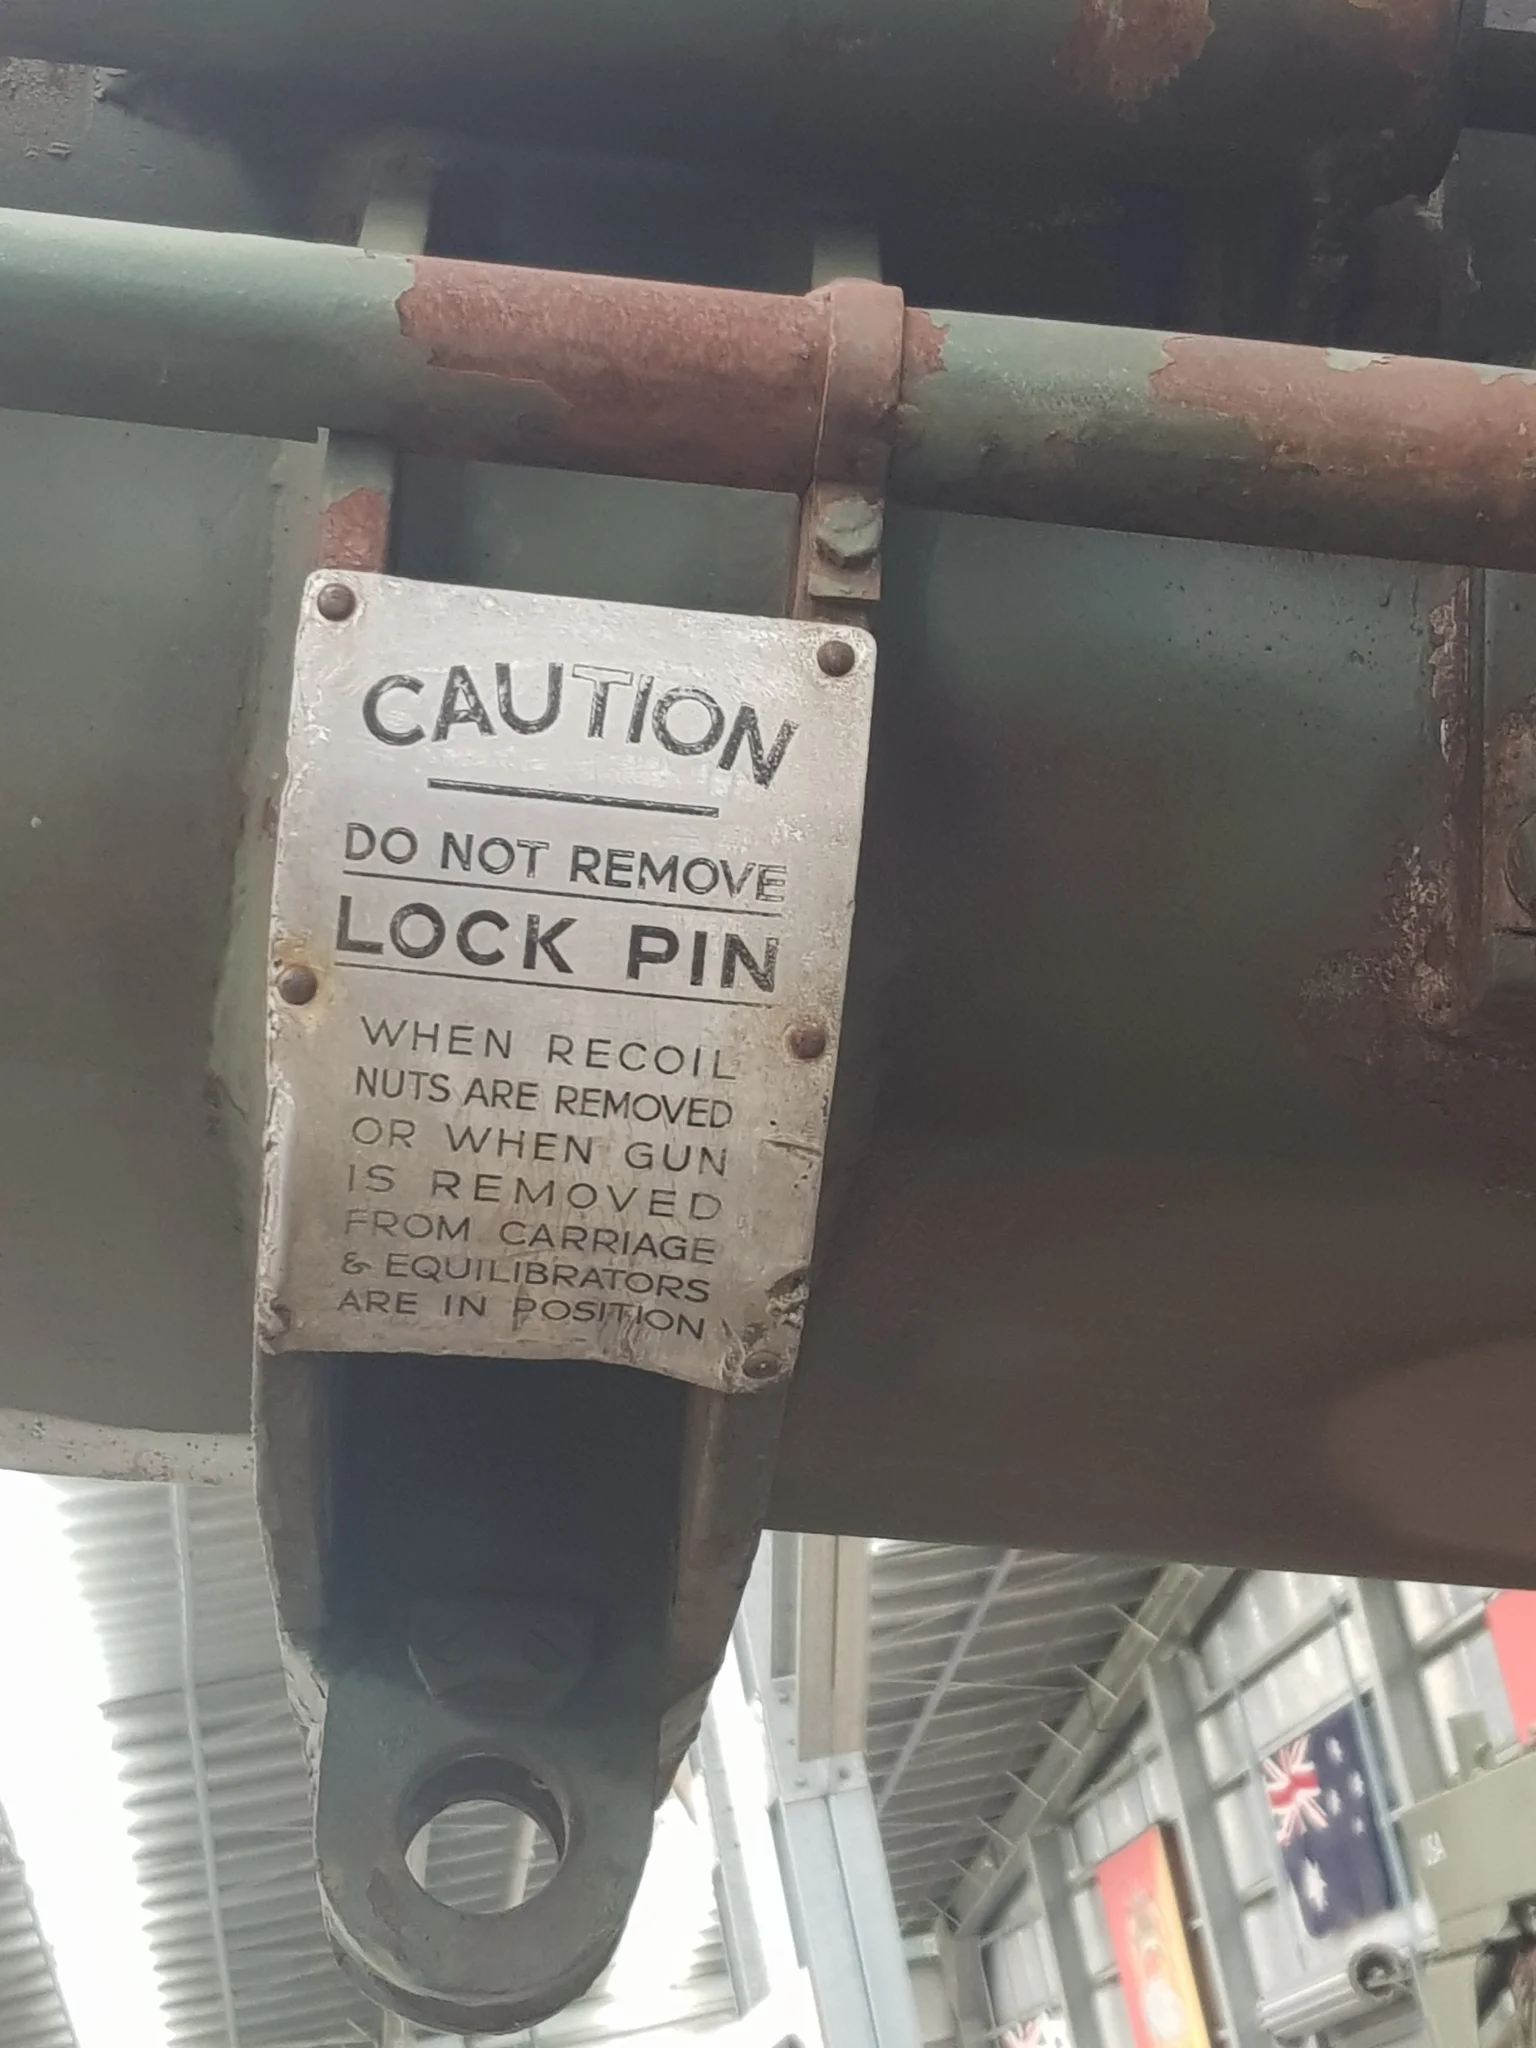 CAUTION
DO NOT REMOVE
LOCK PIN
WHEN RECOIL
NUTS ARE REMOVED
OR WHEN GUN
IS REMOVED
FROM CARRIAGE
& EQUILIBRATORS
ARE IN POSITION
USA